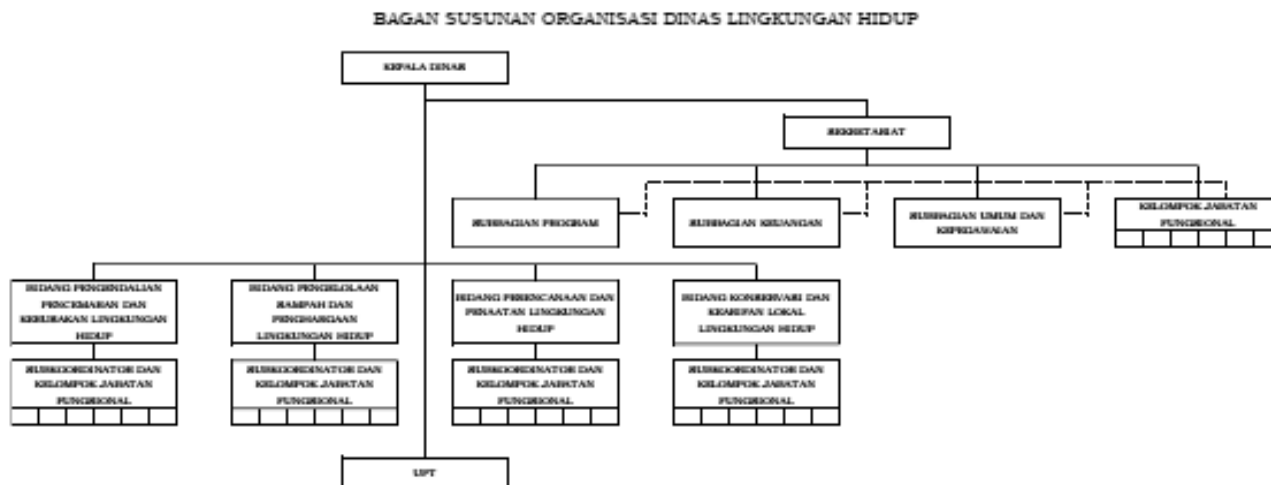 BAGAN SUSUNAN ORGANISASI DINAS LINGKUNGAN HIDUP
KEPALA DINAS
SEKRETARIAT
SUBBAGIAN PROGRAM
SUBBAGIAN KEUANGAN
SUBBAGIAN UMUM DAN
KEPEGAWAIAN
KELOMPOK JABATAN
FUNGSIONAL
BIDANG PENGENDALIAN
PENCEMARAN DAN
KERUSAKAN LINGKUNGAN
HIDUP
BIDANG PENGELOLAAN
SAMPAH DAN
PENGHARGAAN
LINGKUNGAN HIDUP
BIDANG PERENCANAAN DAN
PENAATAN LINGKUNGAN
HIDUP
BIDANG KONSERVASI DAN
KEARIFAN LOKAL
LINGKUNGAN HIDUP
SUBKOORDINATOR DAN
KELOMPOK JABATAN
FUNGSIONAL
SUBKOORDINATOR DAN
KELOMPOK JABATAN
FUNGSIONAL
SUBKOORDINATOR DAN
KELOMPOK JABATAN
FUNGSIONAL
SUBKOORDINATOR DAN
KELOMPOK JABATAN
FUNGSIONAL
UPT